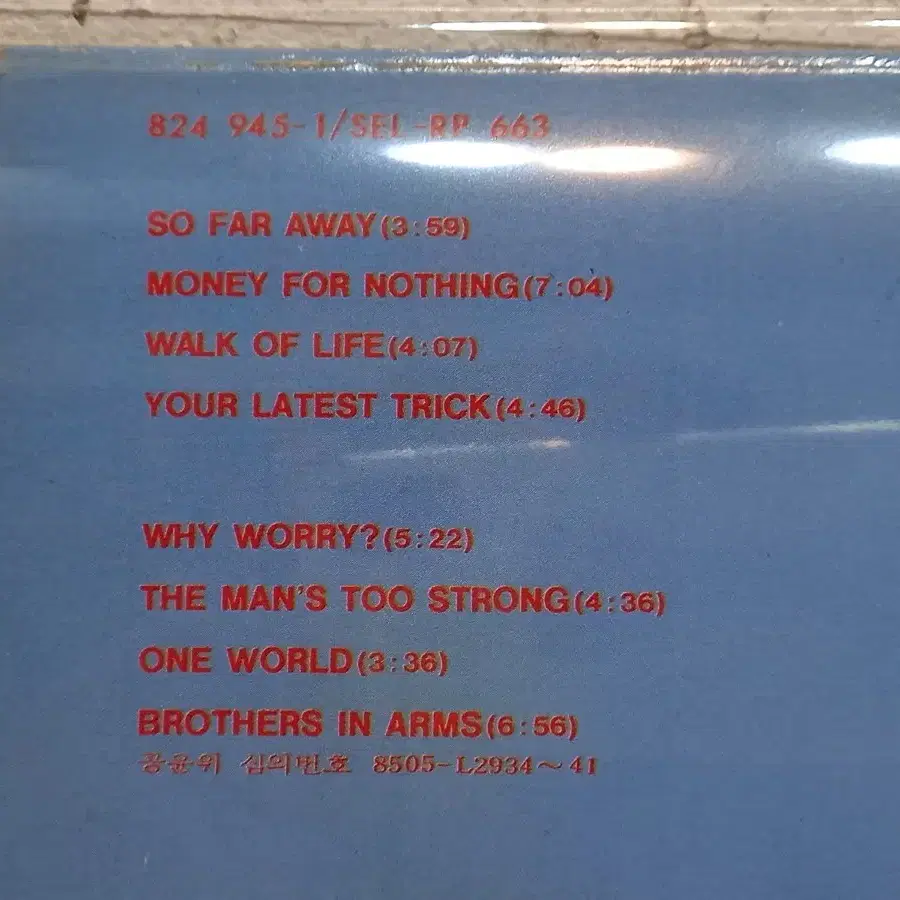 824 945-1/SEL-RP 663
SO FAR AWAY(3:59)
MONEY FOR NOTHING(7:04)
WALK OF LIFE(4:07)
YOUR LATEST TRICK(4:46)
WHY WORRY?(5:22)
THE MAN'S TOO STRONG(4:36)
ONE WORLD(3:36)
BROTHERS IN ARMS(6:56)
공윤위 심의번호 8505-L2934~41